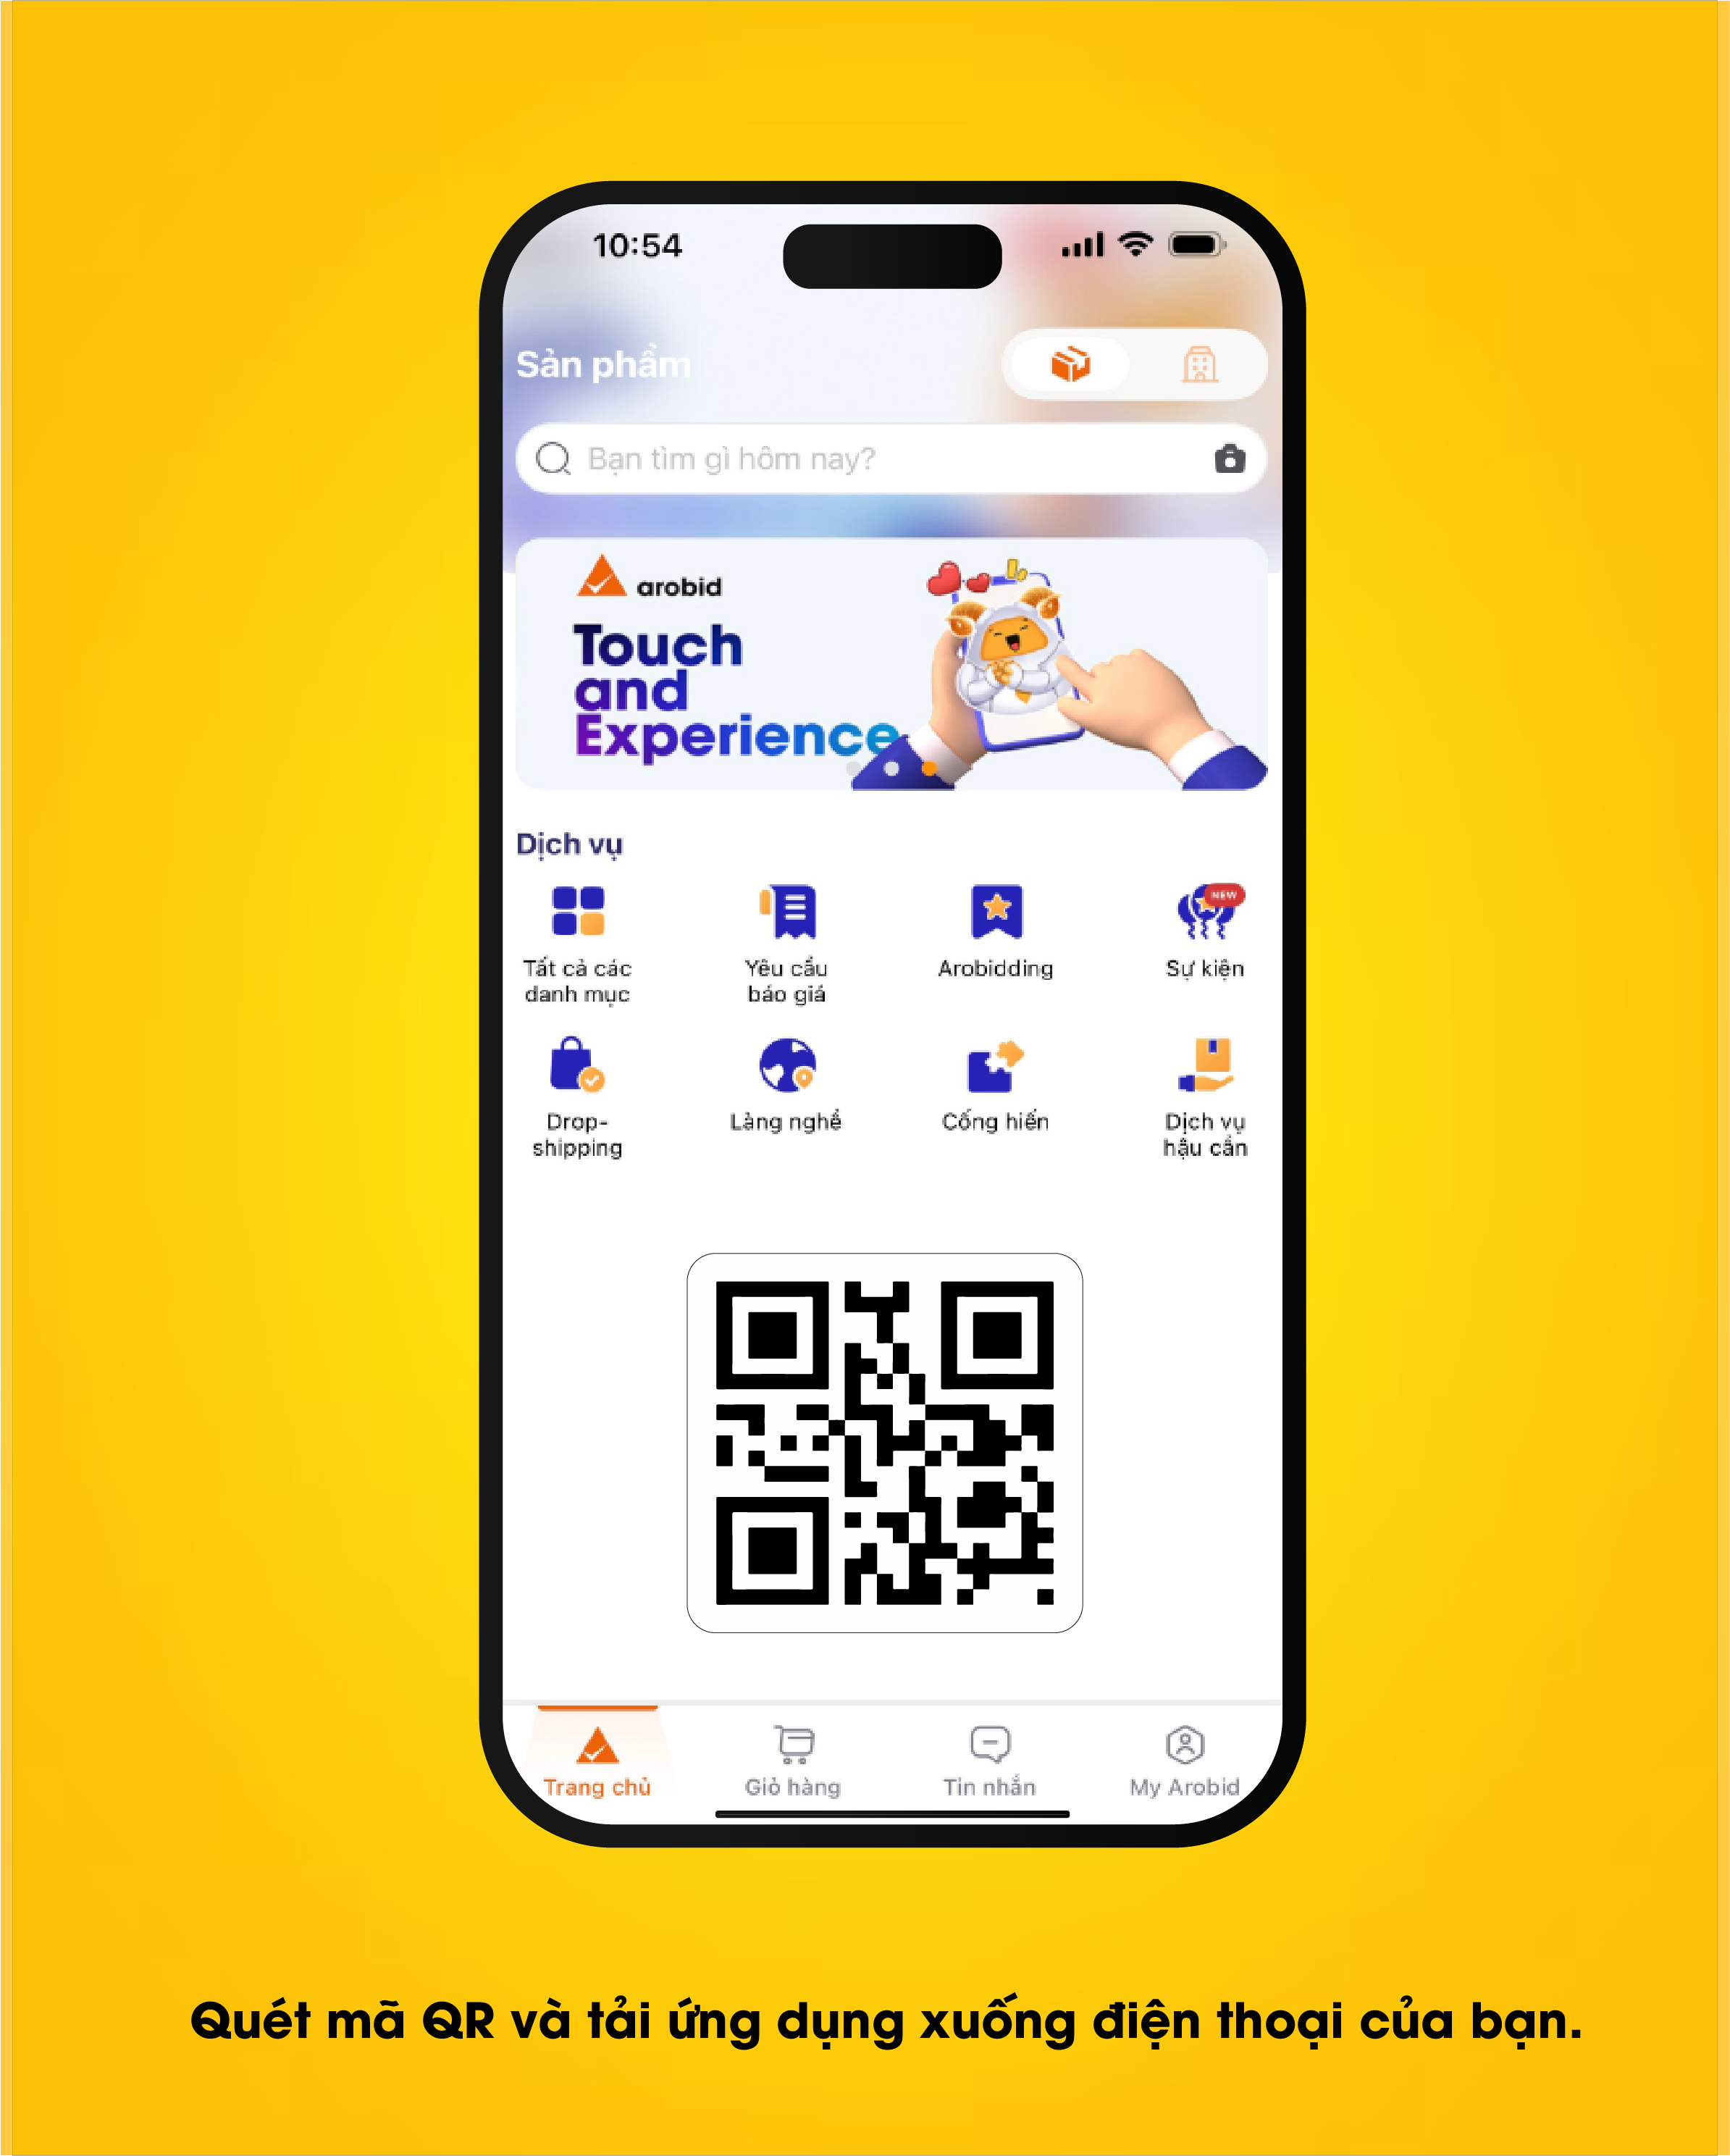 10:54
Sản phẩm
Bạn tìm gì hôm nay?
arobid
Touch
and
Experience
Dịch vụ
NEW
Tất cả các
danh mục
Yêu cầu
báo giá
Arobidding
Sự kiện
Drop-
shipping
Làng nghề
Cống hiến
Dịch vụ
hậu cần
Trang chủ
Giỏ hàng
Tin nhắn
My Arobid
Quét mã QR và tải ứng dụng xuống điện thoại của bạn.